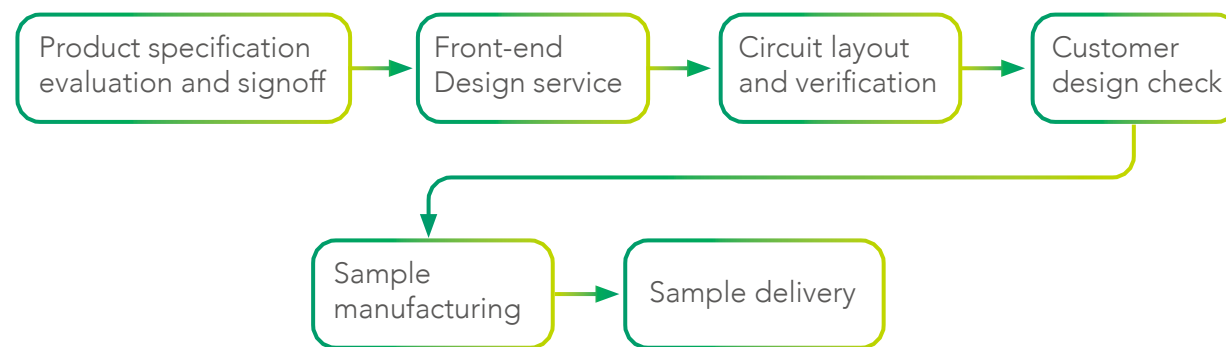 Product specification
evaluation and signoff
Front-end
Design service
Circuit layout
and verification
Customer
design check
Sample
manufacturing
Sample delivery